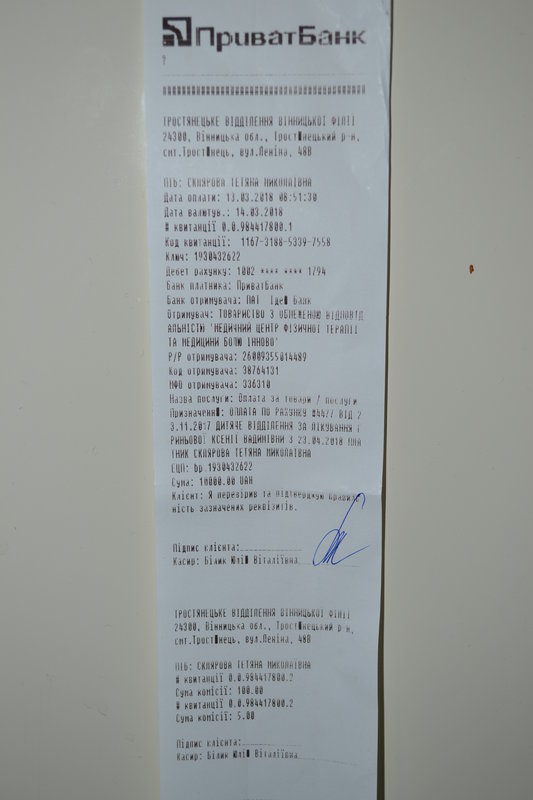 ПриватБанк
?
ТРОСТЯНЕЦЬКЕ ВІДДІЛЕННЯ ВІННИЦЬКОЇ ФІЛІЇ
24300, Вінницька обл., Тростянецький р-н,
смт.Тростянець, вул.Леніна, 48В
ПІБ: СКЛЯРОВА ТЕТЯНА МИКОЛАЇВНА
Дата оплати: 13.03.2018 08:51:30
Дата валютув.: 14.03.2018
# квитанції 0.0.984417800.1
Код квитанції: 1167-3188-5339-7558
Ключ: 1930432622
Дебет рахунку: 1002 **** **** 1/94
Банк платника: ПриватБанк
Банк отримувача: ПАТ Ідея Банк
Отримувач: ТОВАРИСТВО З ОБМЕЖЕНОЮ ВІДПОВІД
АЛЬНІСТЮ 'МЕДИЧНИЙ ЦЕНТР ФІЗИЧНОЇ ТЕРАПІЇ
ТА МЕДИЦИНИ БОЛЮ ІННОВО'
Р/Р отримувача: 26009355014489
Код отримувача: 38764131
МФО отримувача: 336310
Назва послуги: Оплата за товари / послуги
Призначення: ОПЛАТА ПО РАХУНКУ #4477 ВІД 2
3.11.2017 ДИТЯЧЕ ВІДДІЛЕННЯ ЗА ЛІКУВАННЯ Г
РИНЬОВОЇ КСЕНІЇ ВАДИМІВНИ З 23.04.2018 ПЛА
ТНИК СКЛЯРОВА ТЕТЯНА МИКОЛАЇВНА
ЕЦП: bp 1930432622
Сума: 10000.00 UAH
Клієнт: Я перевірив та підтверджую правиль
ність зазначених реквізитів.
Підпис клієнта:
Касир: Білик Юлія Віталіївна
ТРОСТЯНЕЦЬКЕ ВІДДІЛЕННЯ ВІННИЦЬКОЇ ФІЛІЇ
24300, Вінницька обл., Тростянецький р-н,
смт.Тростянець, вул.Леніна, 48В
ПІБ: СКЛЯРОВА ТЕТЯНА МИКОЛАЇВНА
# квитанції 0.0.984417800.2
Сума комісії: 100.00
# квитанції 0.0.984417800.2
Сума комісії: 5.00
Підпис клієнта:
Касир: Білик Юлія Віталіївна